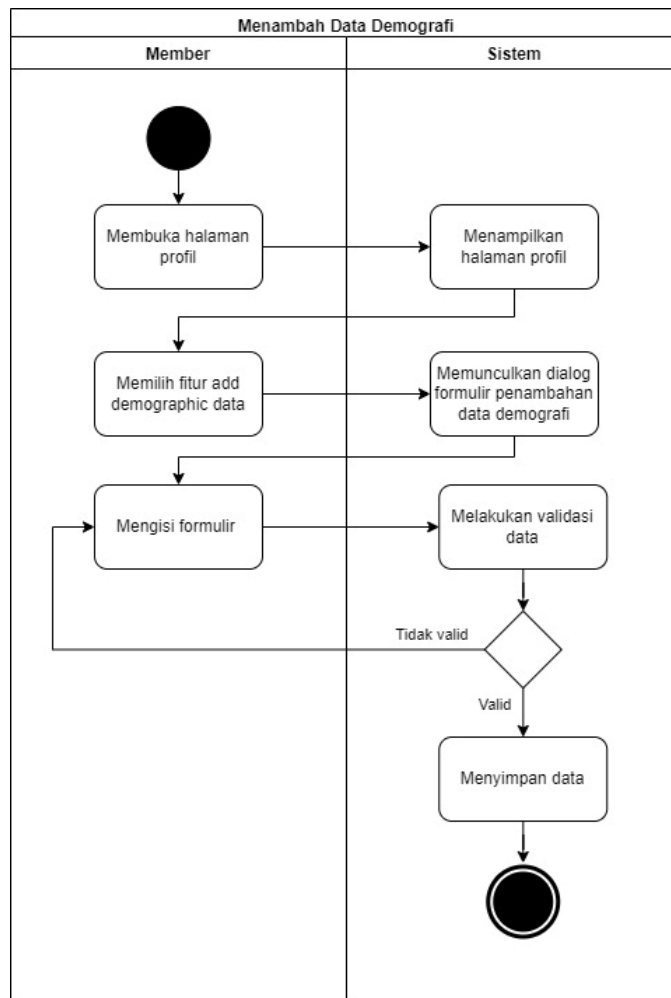 Menambah Data Demografi
Member
Sistem
Membuka halaman
profil
Menampilkan
halaman profil
Memilih fitur add
demographic data
Memunculkan dialog
formulir penambahan
data demografi
Mengisi formulir
Melakukan validasi
data
Tidak valid
Valid
Menyimpan data